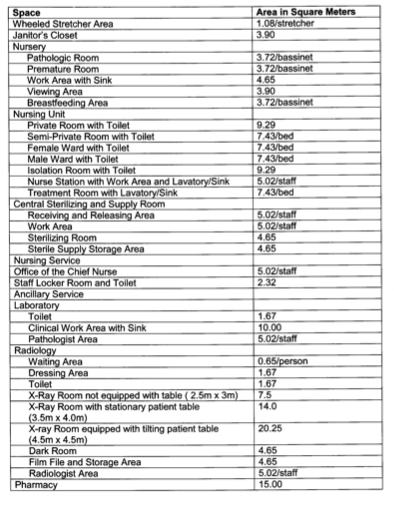 Space Area in Square Meters
Wheeled Stretcher Area 1.08/stretcher
Janitor's Closet 3.90
Nursery
Pathologic Room 3.72/bassinet
Premature Room 3.72/bassinet
Work Area with Sink 4.65
Viewing Area 3.90
Breastfeeding Area 3.72/bassinet
Nursing Unit
Private Room with Toilet 9.29
Semi-Private Room with Toilet 7.43/bed
Female Ward with Toilet 7.43/bed
Male Ward with Toilet 7.43/bed
Isolation Room with Toilet 9.29
Nurse Station with Work Area and Lavatory/Sink 5.02/staff
Treatment Room with Lavatory/Sink 7.43/bed
Central Sterilizing and Supply Room
Receiving and Releasing Area 5.02/staff
Work Area 5.02/staff
Sterilizing Room 4.65
Sterile Supply Storage Area 4.65
Nursing Service
Office of the Chief Nurse 5.02/staff
Staff Locker Room and Toilet 2.32
Ancillary Service
Laboratory
Toilet 1.67
Clinical Work Area with Sink 10.00
Pathologist Area 5.02/staff
Radiology
Waiting Area 0.65/person
Dressing Area 1.67
Toilet 1.67
X-Ray Room not equipped with table ( 2.5m x 3m) 7.5
X-Ray Room with stationary patient table 14.0
(3.5m x 4.0m)
X-ray Room equipped with tilting patient table 20.25
(4.5m x 4.5m)
Dark Room 4.65
Film File and Storage Area 4.65
Radiologist Area 5.02/staff
Pharmacy 15.00